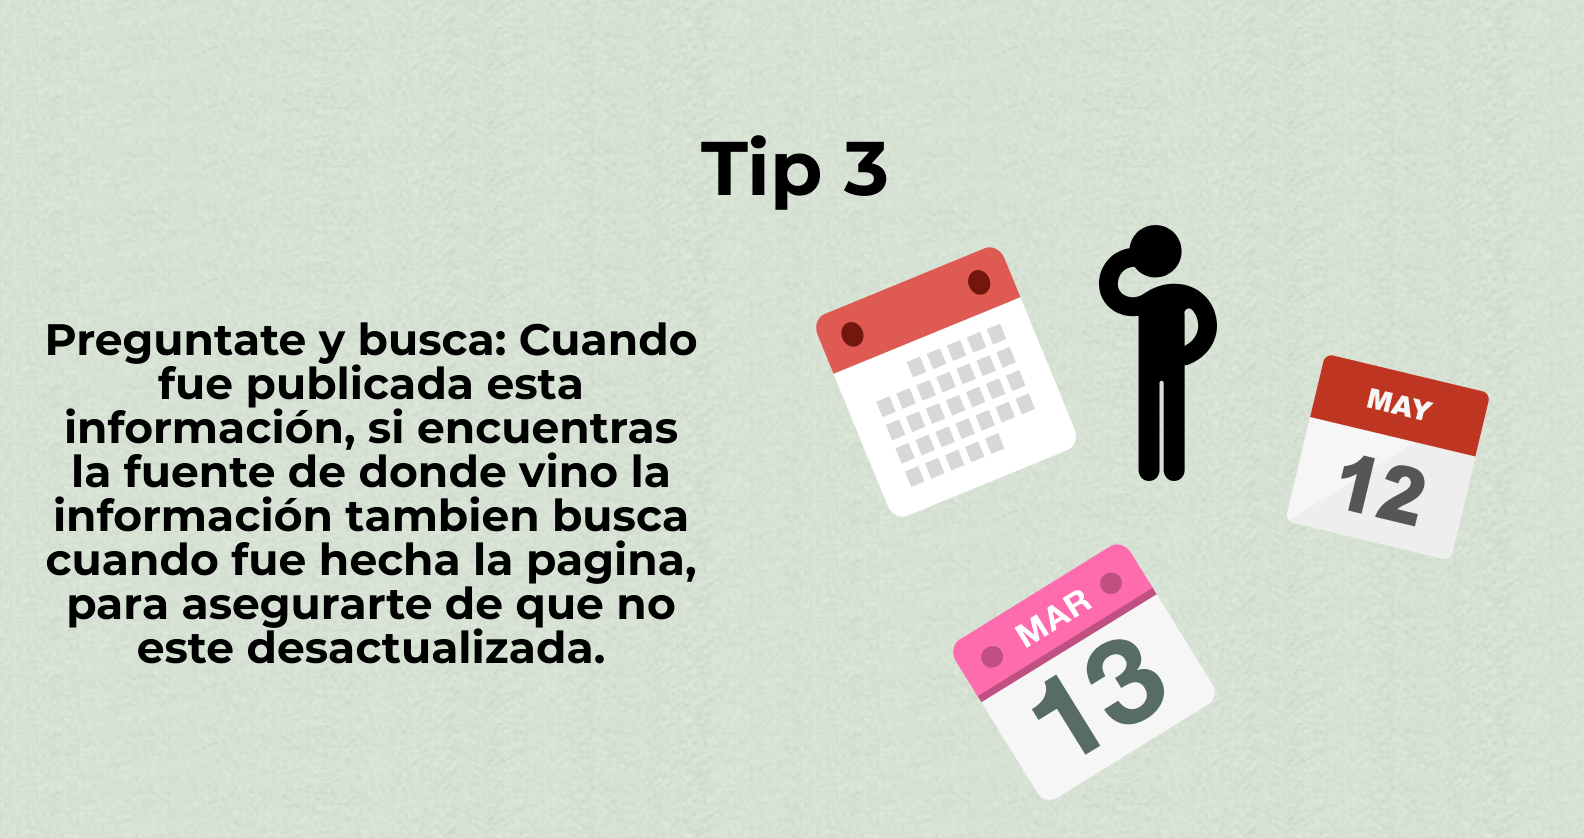 Tip 3
Preguntate y busca: Cuando
fue publicada esta
información, si encuentras
la fuente de donde vino la
información tambien busca
cuando fue hecha la pagina,
para asegurarte de que no
este desactualizada.
MAY
12
MAR
13